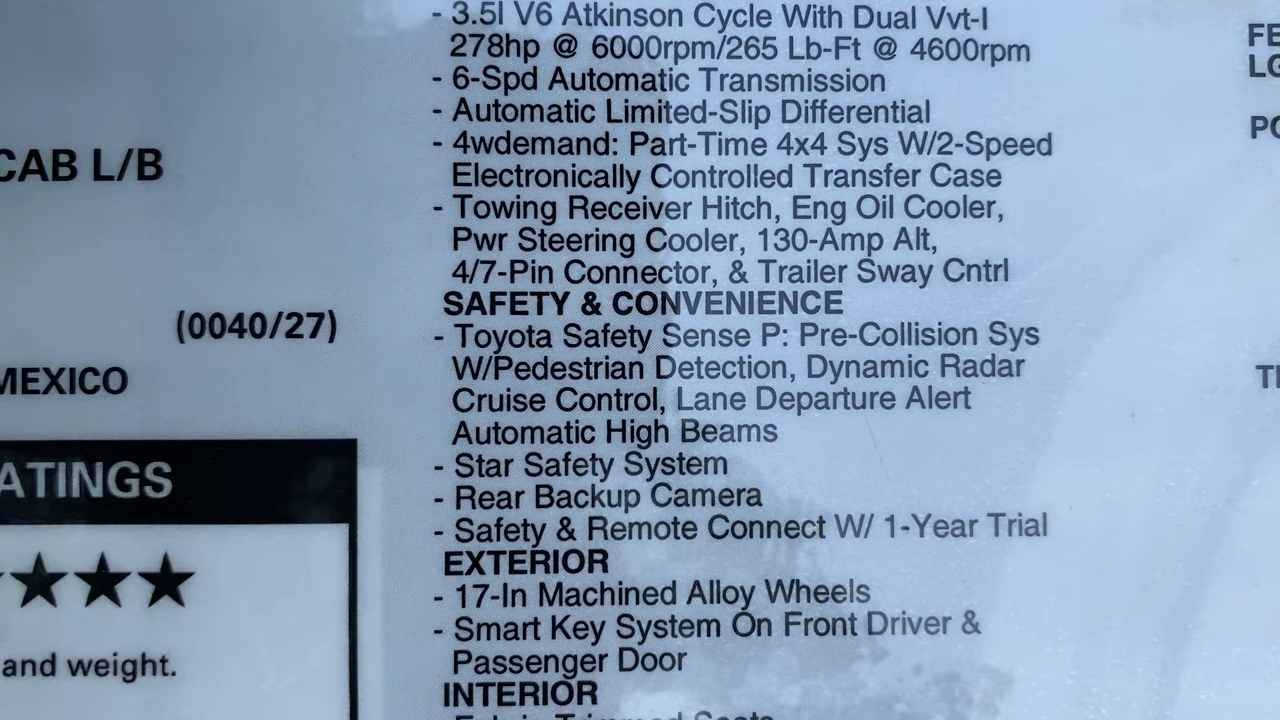 - 3.5l V6 Atkinson Cycle With Dual Vvt-I
278hp @ 6000rpm/265 Lb-Ft @ 4600rpm
- 6-Spd Automatic Transmission
- Automatic Limited-Slip Differential
- 4wdemand: Part-Time 4x4 Sys W/2-Speed
Electronically Controlled Transfer Case
- Towing Receiver Hitch, Eng Oil Cooler,
Pwr Steering Cooler, 130-Amp Alt,
4/7-Pin Connector, & Trailer Sway Cntrl
SAFETY & CONVENIENCE
- Toyota Safety Sense P: Pre-Collision Sys
W/Pedestrian Detection, Dynamic Radar
Cruise Control, Lane Departure Alert
Automatic High Beams
- Star Safety System
- Rear Backup Camera
- Safety & Remote Connect W/ 1-Year Trial
EXTERIOR
- 17-In Machined Alloy Wheels
- Smart Key System On Front Driver &
Passenger Door
INTERIOR
CAB L/B
(0040/27)
MEXICO
ATINGS
★★★
and weight.
FE
PO